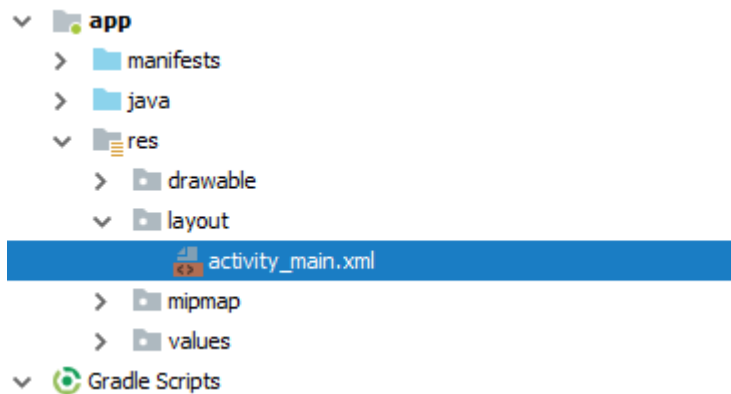 app
manifests
java
res
drawable
layout
activity_main.xml
mipmap
values
Gradle Scripts